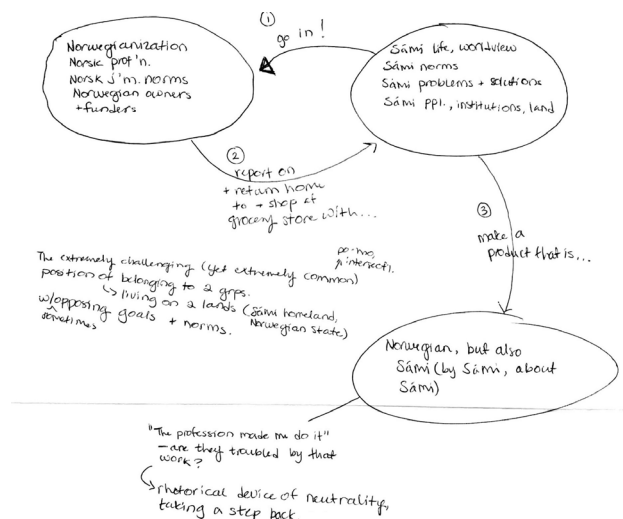 ①
go in!
Norwegianization
Norsk prof'n.
Norsk j'm. norms
Norwegian owners
+ funders
Sámi life, worldview
Sámi norms
Sámi problems + solutions
Sámi ppl., institutions, land
②
report on
+ return home
to + shop at
grocery store with...
③
make a
product that is...
po-mo,
intersect'l.
The extremely challenging (yet extremely common)
position of belonging to 2 grps.
↳ living on 2 lands (Sámi homeland,
Norwegian state)
w/opposing goals + norms.
^sometimes
Norwegian, but also
Sámi (by Sámi, about
Sámi)
"The profession made me do it"
– are they troubled by that
work?
↳ rhetorical device of neutrality,
taking a step back.